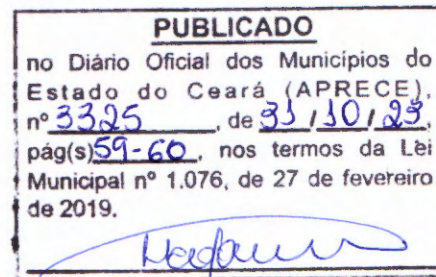 PUBLICADO
no Diário Oficial dos Municípios do
Estado do Ceará (APRECE),
nº 3325, de 31/10/23,
pág(s) 59-60, nos termos da Lei
Municipal nº 1.076, de 27 de fevereiro
de 2019.